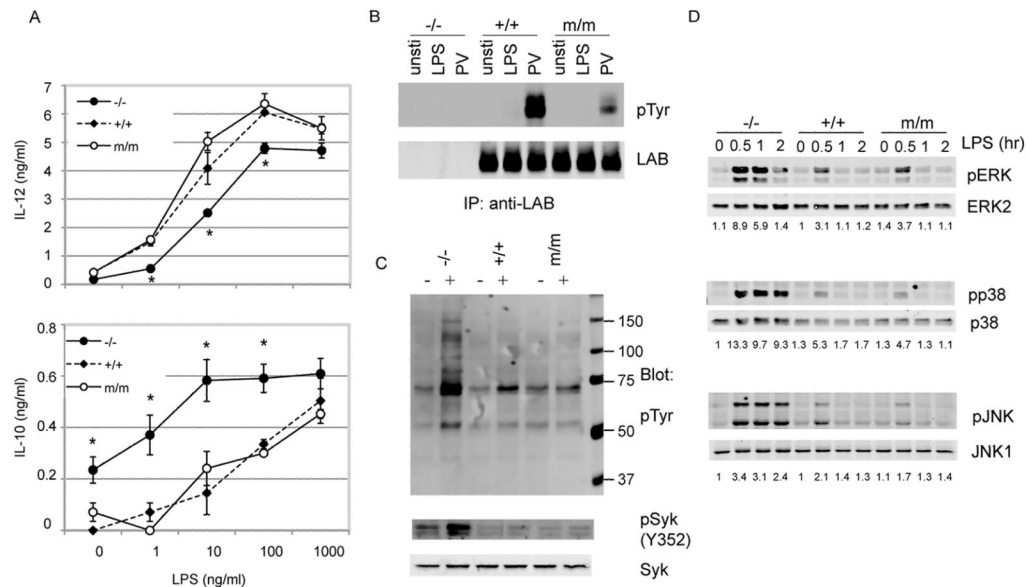 A
7
6
5
4
3
2
1
0
IL-12 (ng/ml)
-/-
+/+
m/m
*
*
*
0.8
0.6
0.4
0.2
0
IL-10 (ng/ml)
-/-
+/+
m/m
*
*
*
*
0 1 10 100 1000
LPS (ng/ml)
B
-/- +/+ m/m
unsti LPS PV unsti LPS PV unsti LPS PV
pTyr
LAB
IP: anti-LAB
C
-/- +/+ m/m
- + - + - +
150
100
75
50
37
Blot:
pTyr
pSyk
(Y352)
Syk
D
-/- +/+ m/m
0 0.5 1 2 0 0.5 1 2 0 0.5 1 2 LPS (hr)
pERK
ERK2
1.1 8.9 5.9 1.4 1 3.1 1.1 1.2 1.4 3.7 1.1 1.1
pp38
p38
1 13.3 9.7 9.3 1.3 5.3 1.7 1.7 1.3 4.7 1.3 1.1
pJNK
JNK1
1 3.4 3.1 2.4 1 2.1 1.4 1.3 1.1 1.7 1.3 1.4